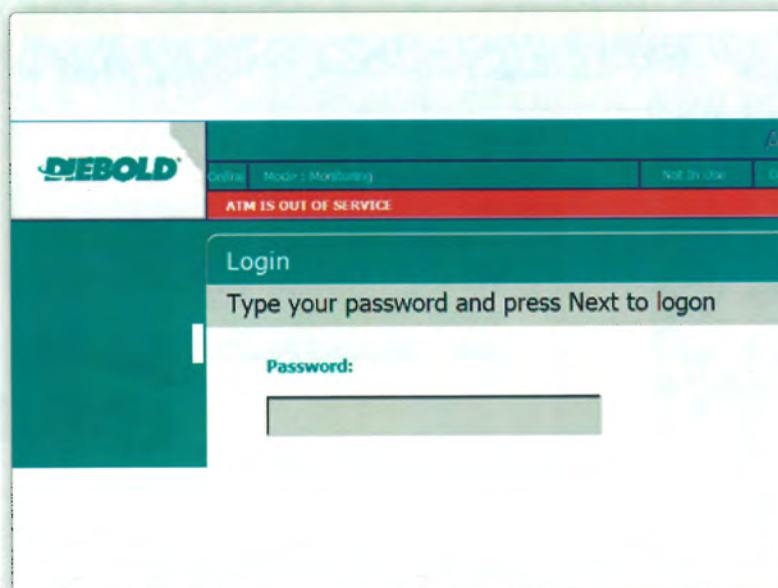 DIEBOLD
Online
Mode : Monitoring
Not In Use
ATM IS OUT OF SERVICE
Login
Type your password and press Next to logon
Password: